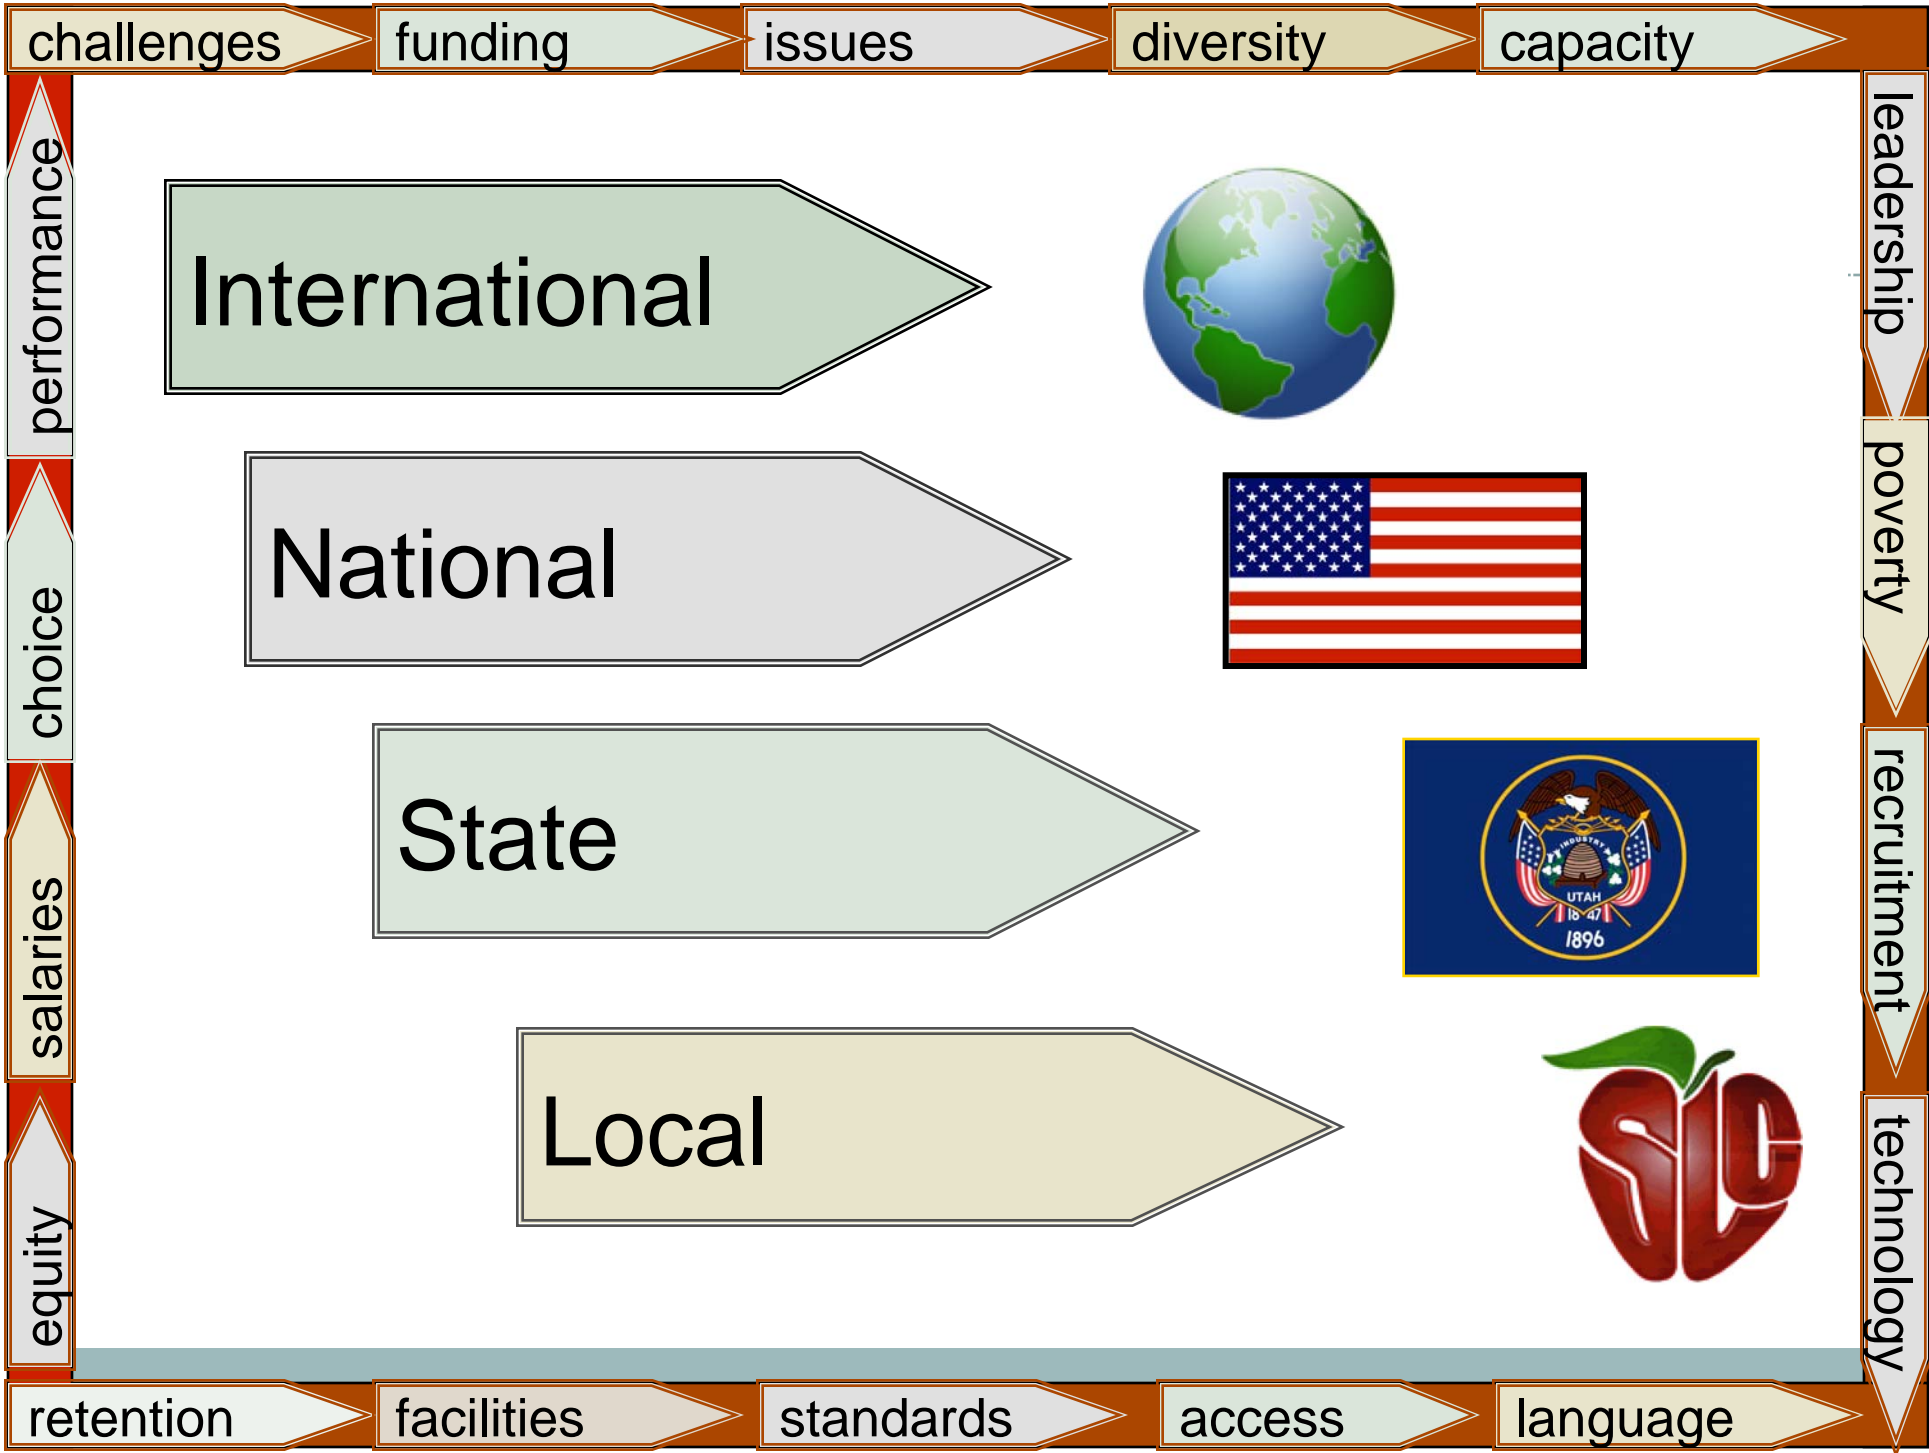 challenges
funding
issues
diversity
capacity
leadership
poverty
recruitment
technology
performance
choice
salaries
equity
International
National
State
INDUSTRY
UTAH
1847
1896
Local
SLC
retention
facilities
standards
access
language